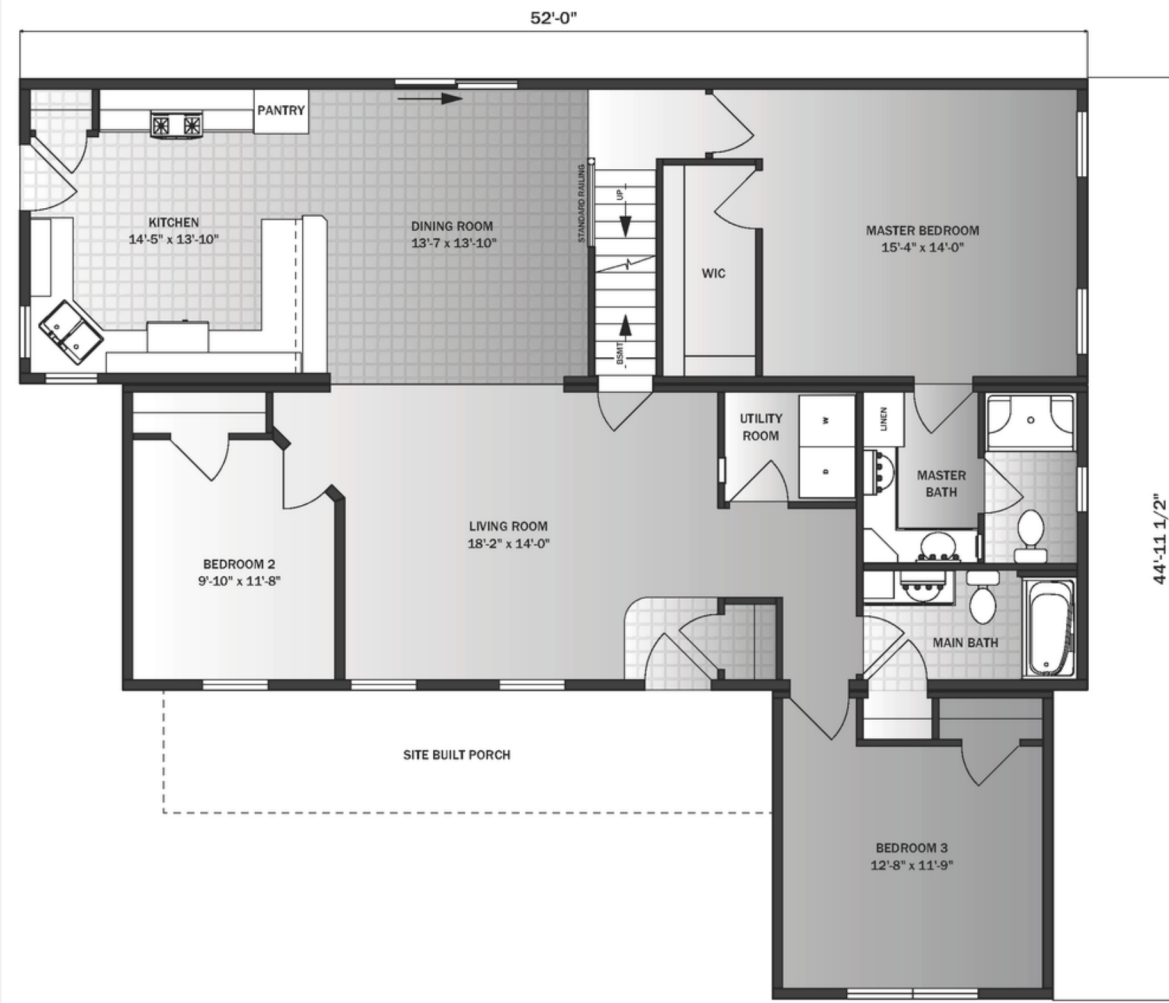 52'-0"
PANTRY
KITCHEN
14'-5" x 13'-10"
DINING ROOM
13'-7 x 13'-10"
STANDARD RAILING
UP
BSMT
WIC
MASTER BEDROOM
15'-4" x 14'-0"
UTILITY
ROOM
W
D
LINEN
MASTER
BATH
44'-11 1/2"
BEDROOM 2
9'-10" x 11'-8"
LIVING ROOM
18'-2" x 14'-0"
MAIN BATH
SITE BUILT PORCH
BEDROOM 3
12'-8" x 11'-9"